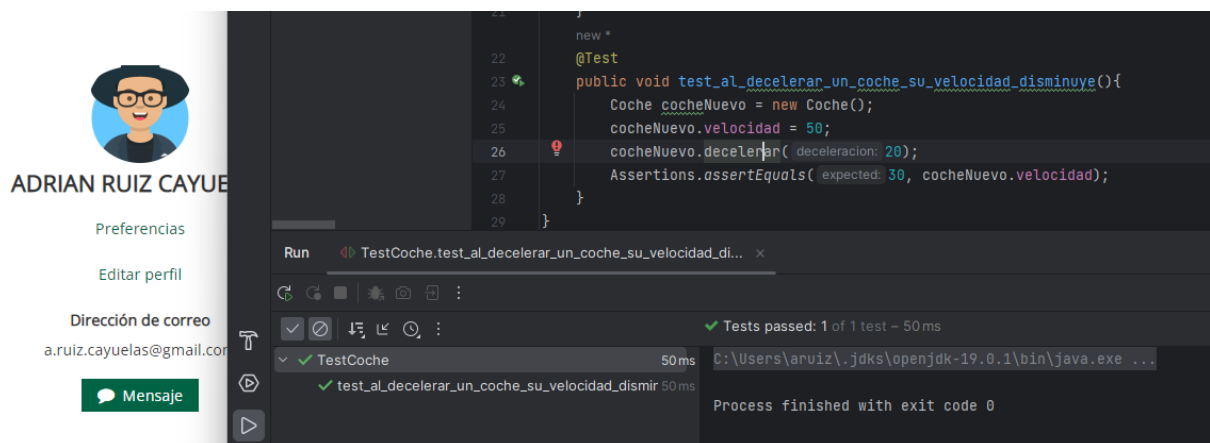 ADRIAN RUIZ CAYUE
Preferencias
Editar perfil
Dirección de correo
a.ruiz.cayuelas@gmail.com
Mensaje
21 }
new *
22 @Test
23 public void test_al_decelerar_un_coche_su_velocidad_disminuye(){
24 Coche cocheNuevo = new Coche();
25 cocheNuevo.velocidad = 50;
26 cocheNuevo.decelerar( deceleracion: 20);
27 Assertions.assertEquals( expected: 30, cocheNuevo.velocidad);
28 }
29 }
Run TestCoche.test_al_decelerar_un_coche_su_velocidad_di...
Tests passed: 1 of 1 test – 50 ms
TestCoche 50 ms
test_al_decelerar_un_coche_su_velocidad_dismir 50 ms
C:\Users\aruiz\.jdks\openjdk-19.0.1\bin\java.exe ...
Process finished with exit code 0